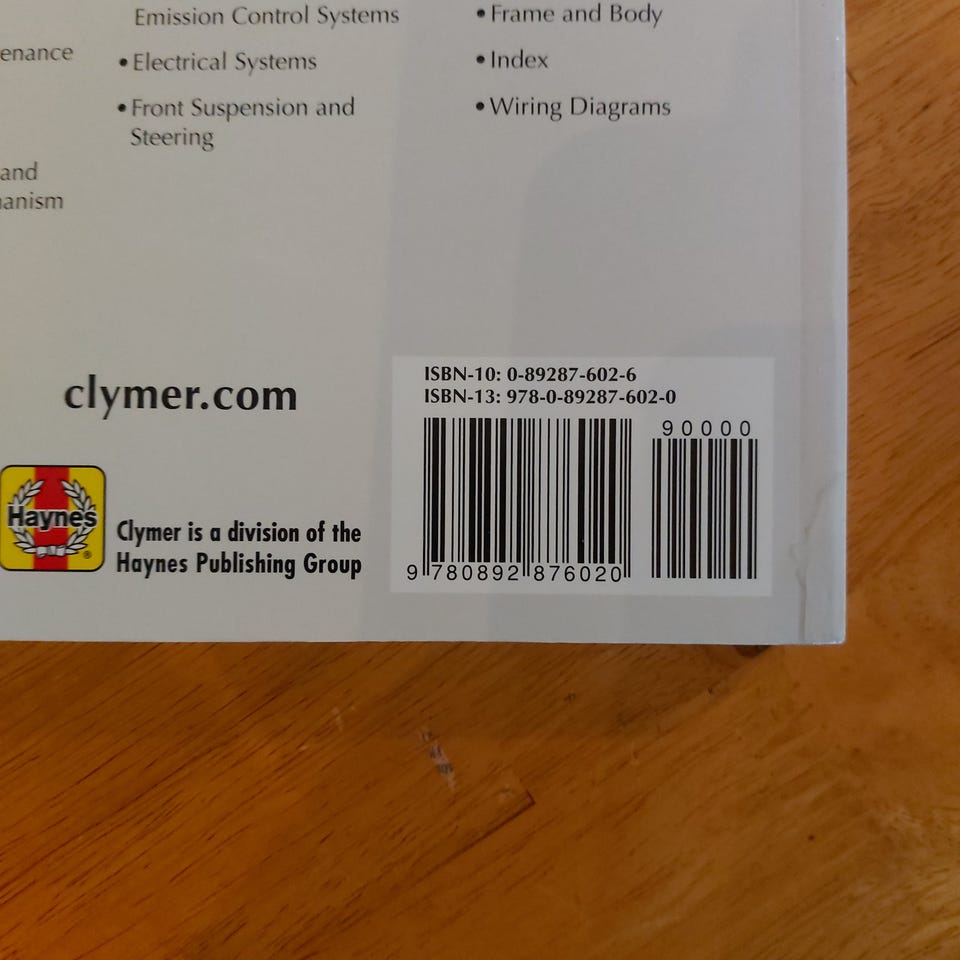 enance
and
anism
Emission Control Systems
• Electrical Systems
• Front Suspension and
Steering
• Frame and Body
• Index
• Wiring Diagrams
clymer.com
Haynes
®
Clymer is a division of the
Haynes Publishing Group
ISBN-10: 0-89287-602-6
ISBN-13: 978-0-89287-602-0
90000
9 780892 876020